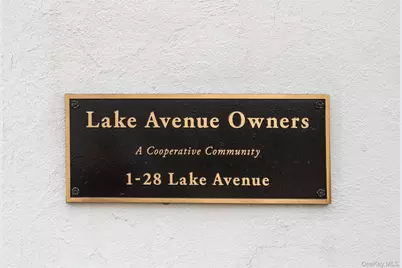 Lake Avenue Owners
A Cooperative Community
1-28 Lake Avenue
OneKey MLS